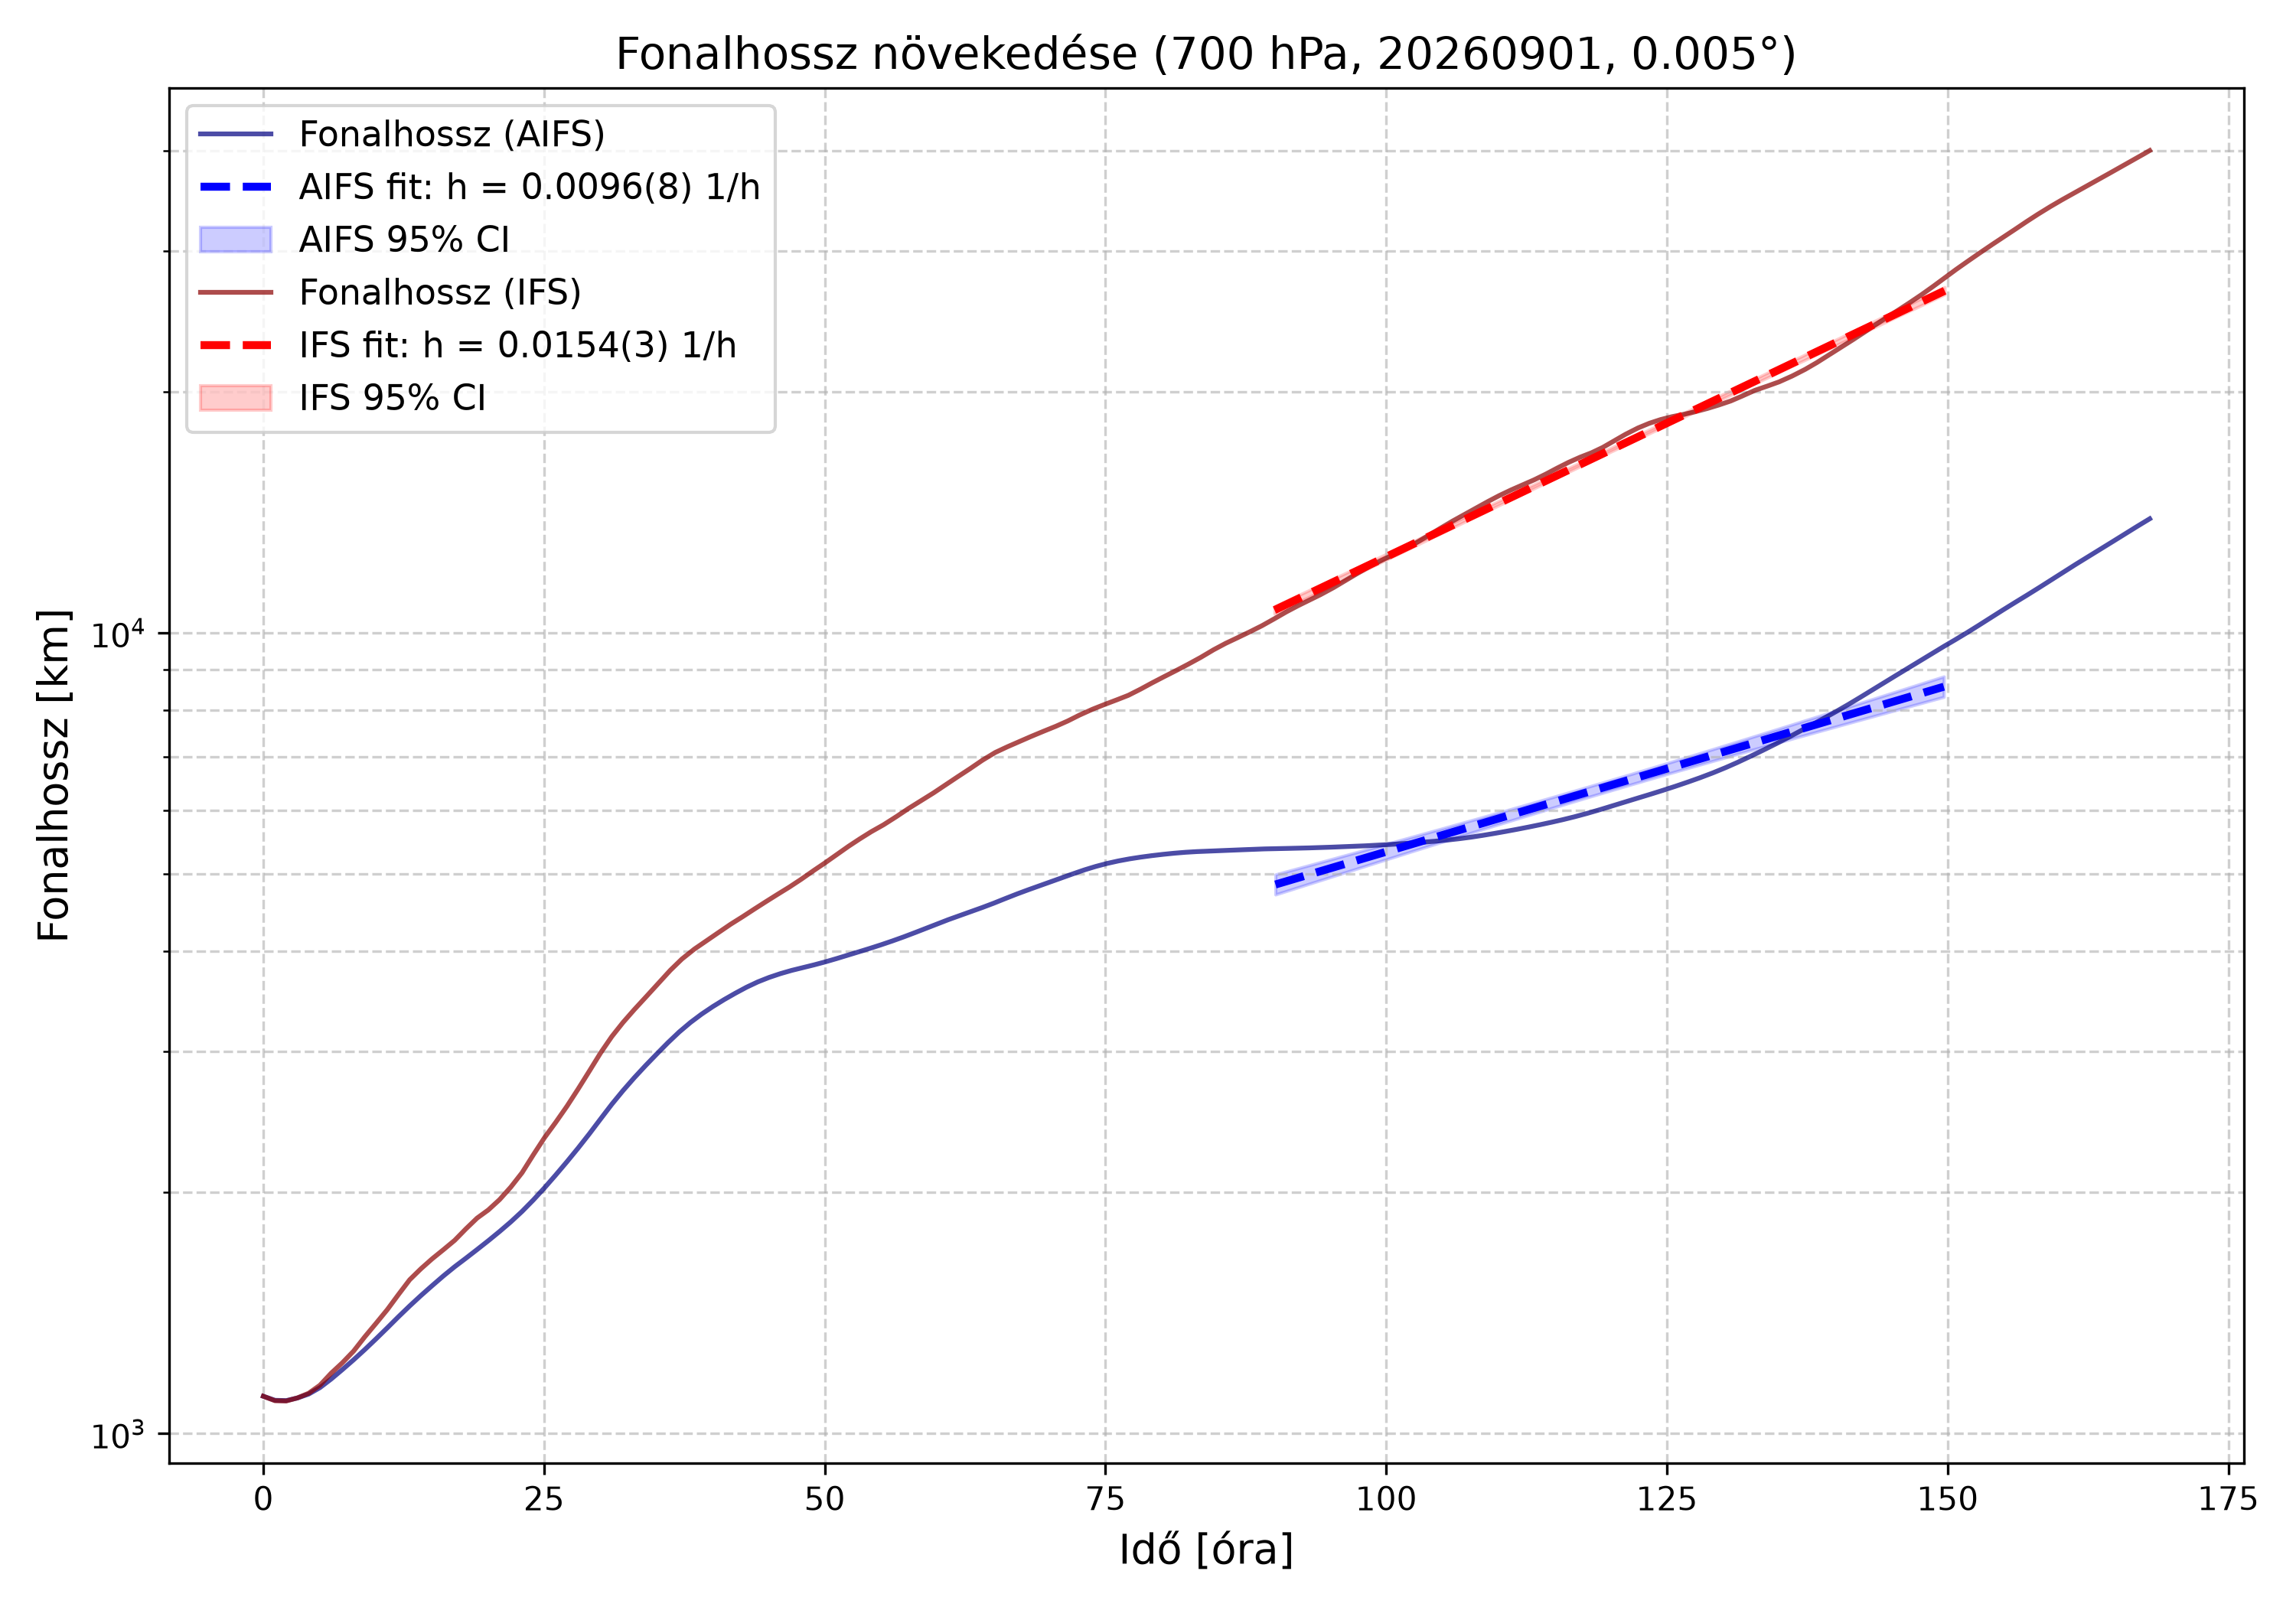 Fonalhossz növekedése (700 hPa, 20260901, 0.005°)
Fonalhossz (AIFS)
AIFS fit: h = 0.0096(8) 1/h
AIFS 95% CI
Fonalhossz (IFS)
IFS fit: h = 0.0154(3) 1/h
IFS 95% CI
Fonalhossz [km]
10⁴
10³
0 25 50 75 100 125 150 175
Idő [óra]